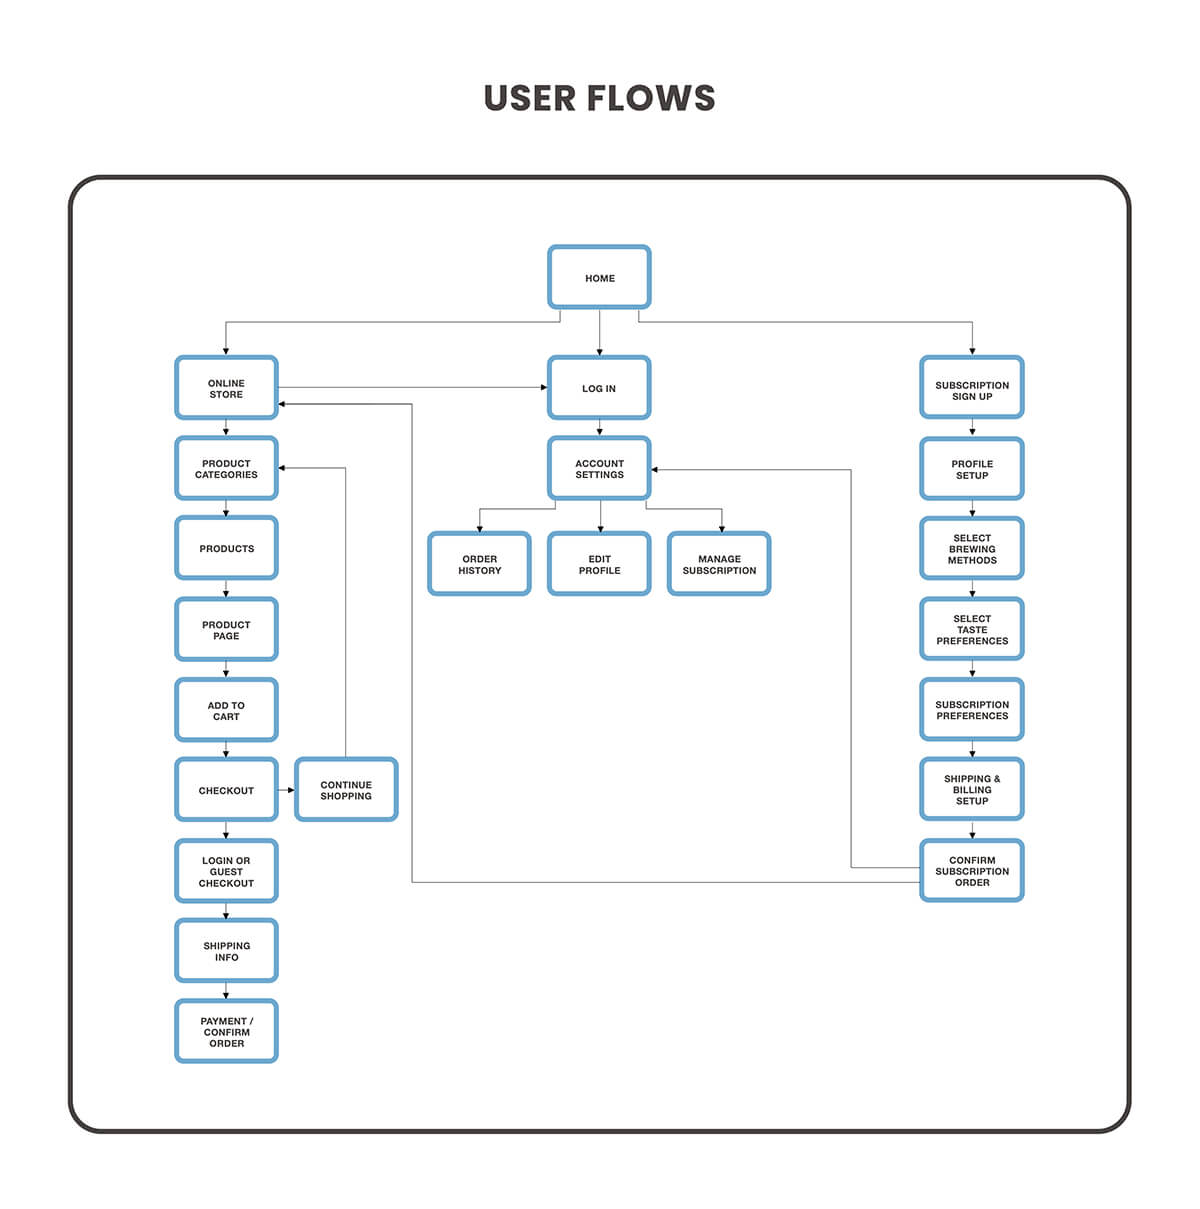 USER FLOWS
HOME
ONLINE
STORE
LOG IN
SUBSCRIPTION
SIGN UP
PRODUCT
CATEGORIES
ACCOUNT
SETTINGS
PROFILE
SETUP
PRODUCTS
ORDER
HISTORY
EDIT
PROFILE
MANAGE
SUBSCRIPTION
SELECT
BREWING
METHODS
PRODUCT
PAGE
SELECT
TASTE
PREFERENCES
ADD TO
CART
SUBSCRIPTION
PREFERENCES
CHECKOUT
CONTINUE
SHOPPING
SHIPPING &
BILLING
SETUP
LOGIN OR
GUEST
CHECKOUT
CONFIRM
SUBSCRIPTION
ORDER
SHIPPING
INFO
PAYMENT /
CONFIRM
ORDER